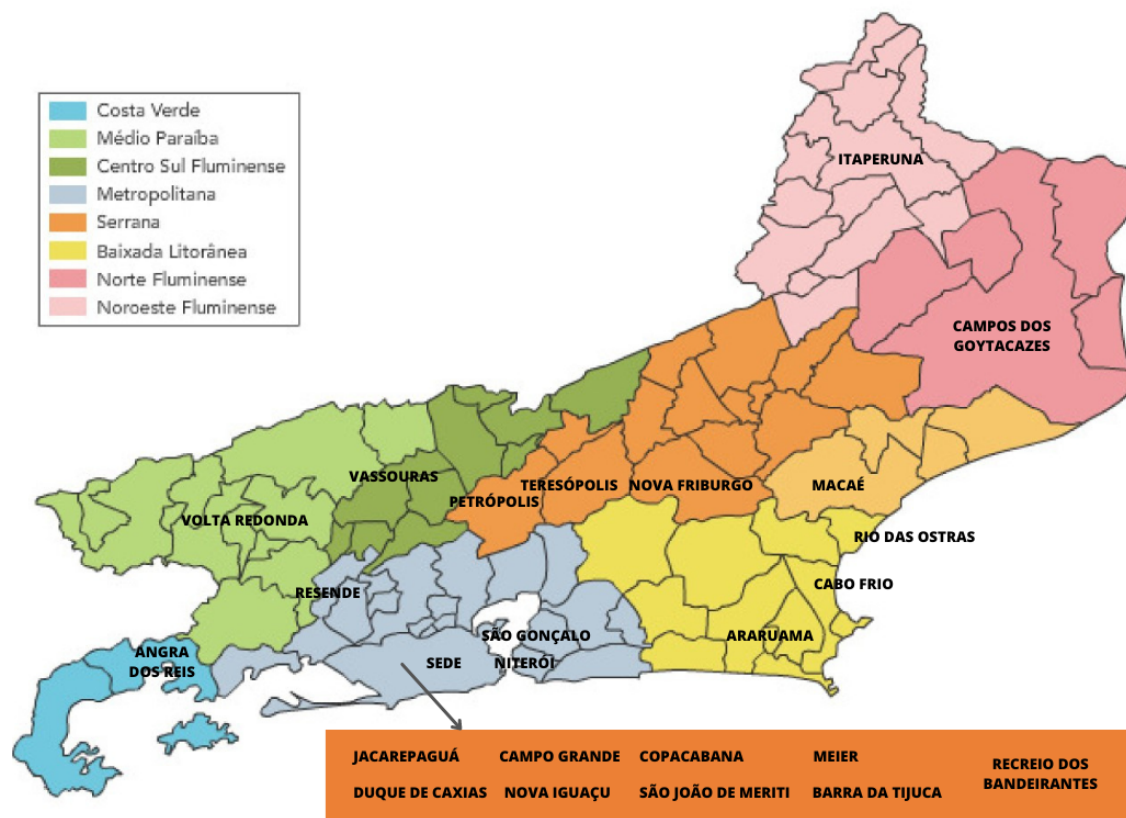 Costa Verde
Médio Paraíba
Centro Sul Fluminense
Metropolitana
Serrana
Baixada Litorânea
Norte Fluminense
Noroeste Fluminense
ITAPERUNA
CAMPOS DOS
GOYTACAZES
VASSOURAS
PETRÓPOLIS
TERESÓPOLIS
NOVA FRIBURGO
MACAÉ
VOLTA REDONDA
RIO DAS OSTRAS
CABO FRIO
RESENDE
SÃO GONÇALO
ARARUAMA
ANGRA
DOS REIS
SEDE
NITERÓI
JACAREPAGUÁ
CAMPO GRANDE
COPACABANA
MEIER
RECREIO DOS
BANDEIRANTES
DUQUE DE CAXIAS
NOVA IGUAÇU
SÃO JOÃO DE MERITI
BARRA DA TIJUCA